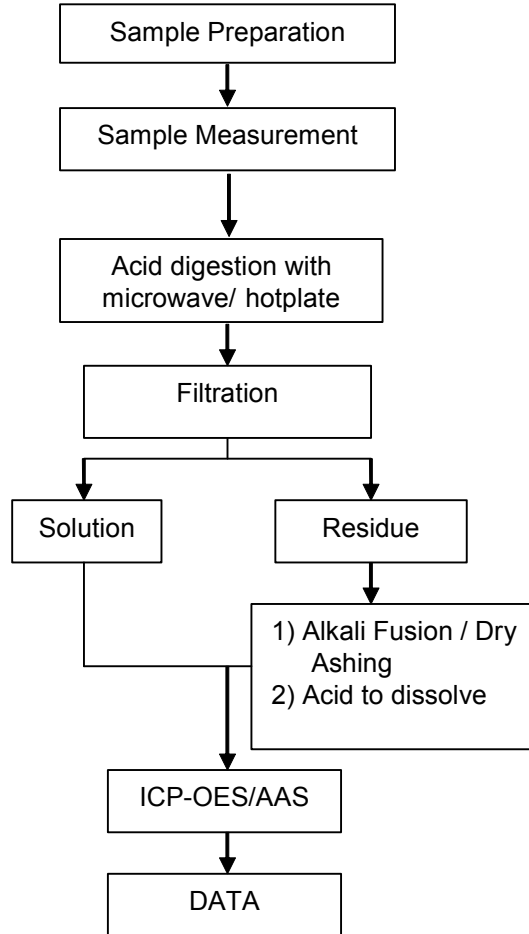 Sample Preparation
Sample Measurement
Acid digestion with
microwave/ hotplate
Filtration
Solution
Residue
1) Alkali Fusion / Dry
Ashing
2) Acid to dissolve
ICP-OES/AAS
DATA